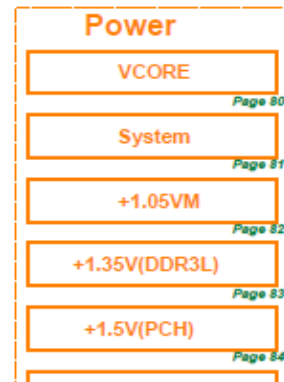 Power
VCORE
Page 80
System
Page 81
+1.05VM
Page 82
+1.35V(DDR3L)
Page 83
+1.5V(PCH)
Page 84